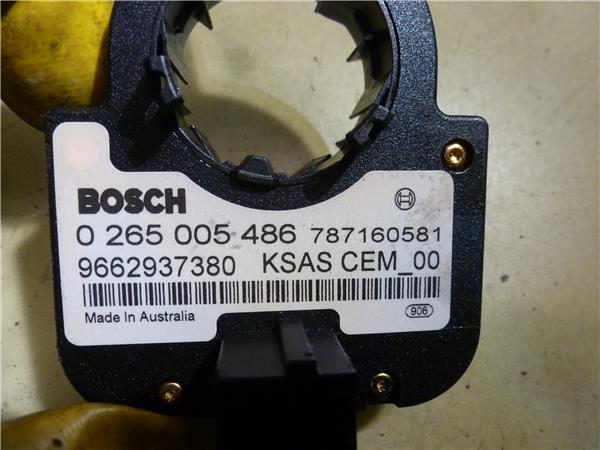 BOSCH
0 265 005 486 787160581
9662937380 KSAS CEM_00
Made In Australia
906